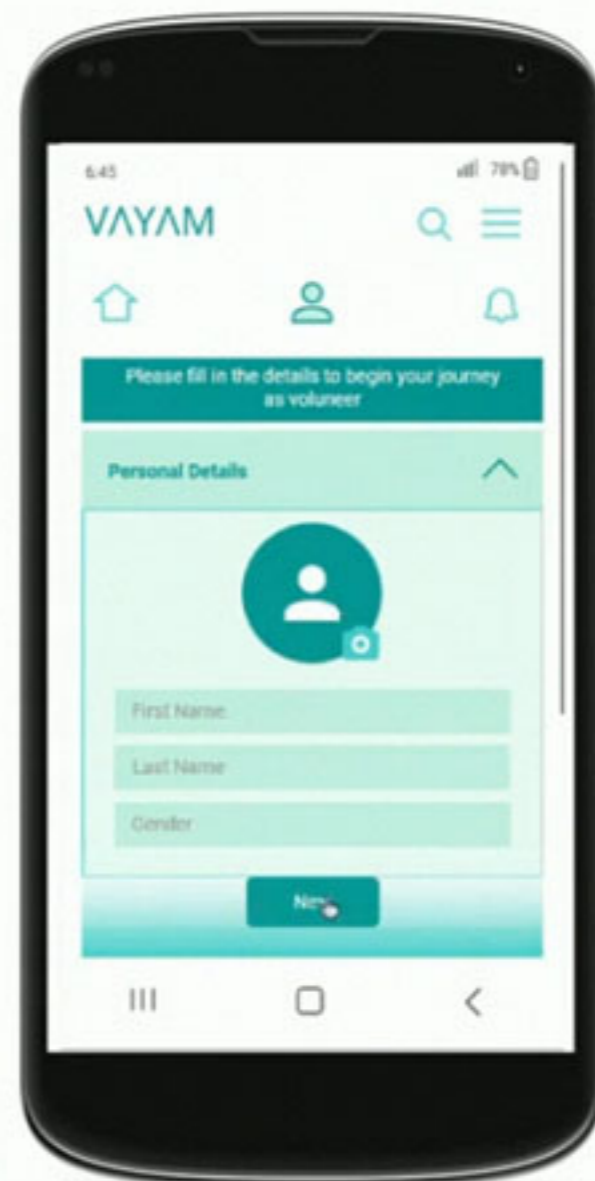 6:45
78%
VAYAM
Please fill in the details to begin your journey
as voluneer
Personal Details
First Name
Last Name
Gender